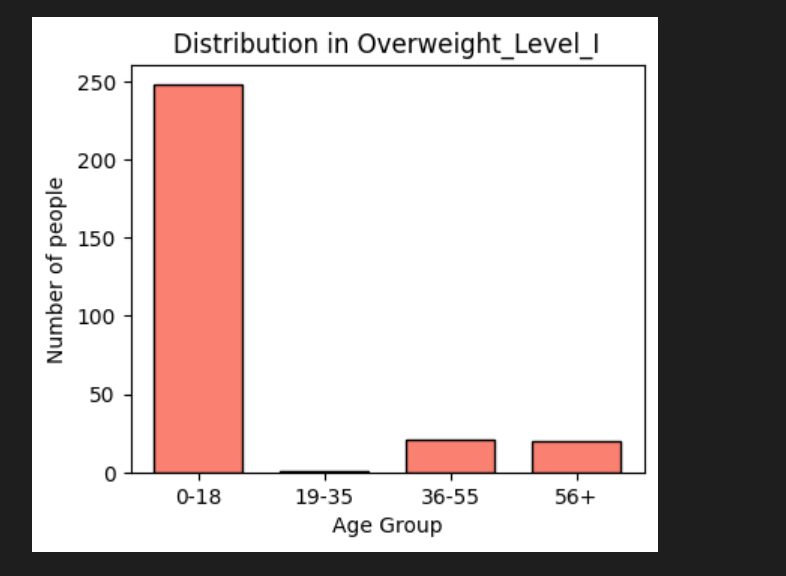 Distribution in Overweight_Level_I
Number of people
250
200
150
100
50
0
0-18 19-35 36-55 56+
Age Group